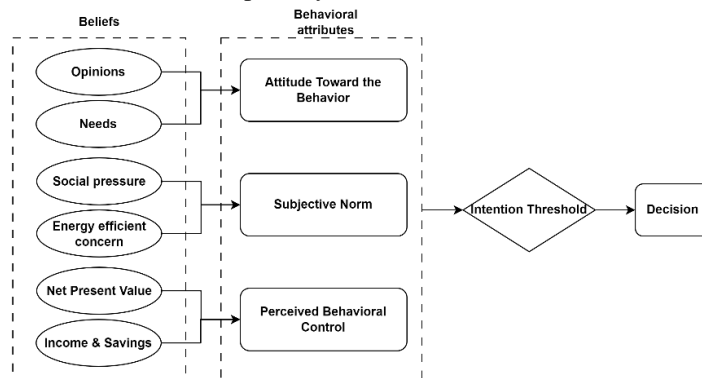 Beliefs
Behavioral
attributes
Opinions
Needs
Attitude Toward the
Behavior
Social pressure
Energy efficient
concern
Subjective Norm
Net Present Value
Income & Savings
Perceived Behavioral
Control
Intention Threshold
Decision